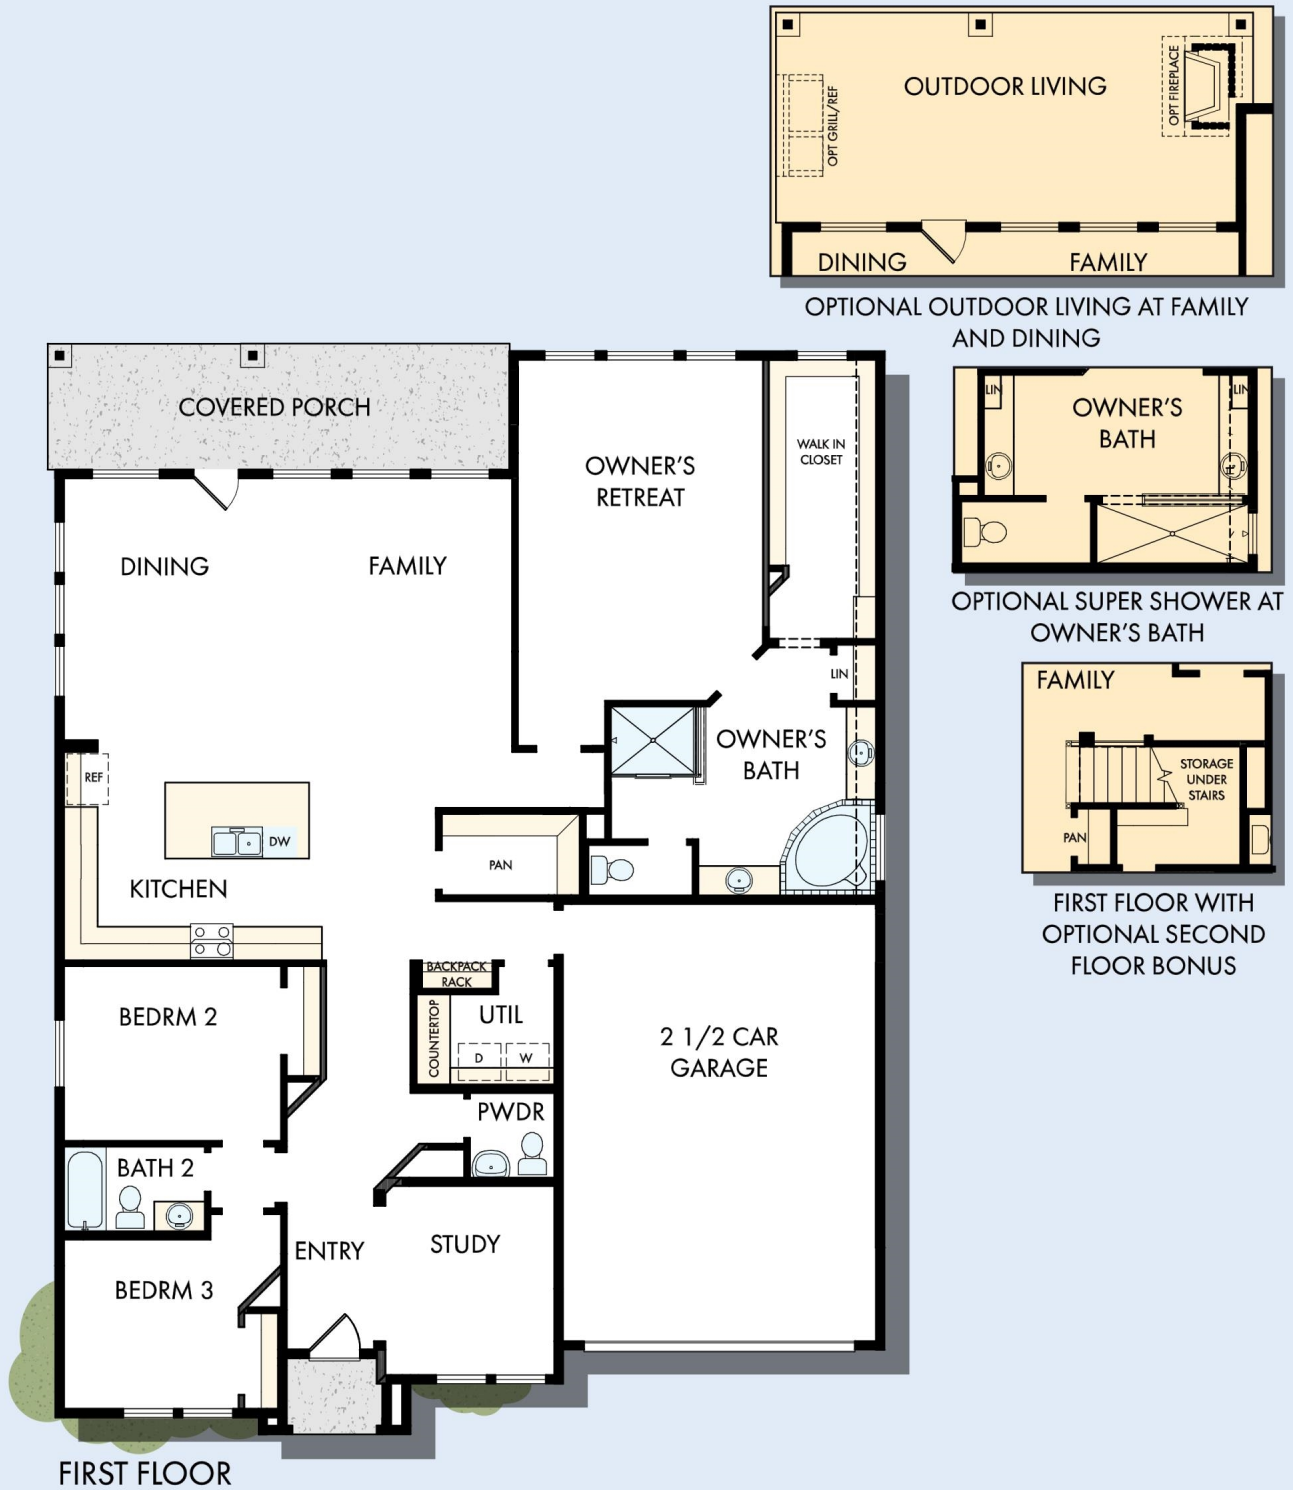 OUTDOOR LIVING
OPT GRILL/REF
OPT FIREPLACE
DINING
FAMILY
OPTIONAL OUTDOOR LIVING AT FAMILY
AND DINING
COVERED PORCH
OWNER'S
RETREAT
WALK IN
CLOSET
DINING
FAMILY
LIN
LIN
OWNER'S
BATH
OPTIONAL SUPER SHOWER AT
OWNER'S BATH
LIN
OWNER'S
BATH
REF
DW
KITCHEN
PAN
FAMILY
STORAGE
UNDER
STAIRS
PAN
FIRST FLOOR WITH
OPTIONAL SECOND
FLOOR BONUS
BACKPACK
RACK
COUNTERTOP
UTIL
D
W
BEDRM 2
2 1/2 CAR
GARAGE
PWDR
BATH 2
ENTRY
STUDY
BEDRM 3
FIRST FLOOR